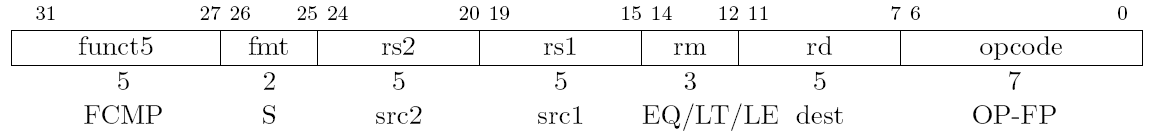 31 27 26 25 24 20 19 15 14 12 11 7 6 0
funct5 fmt rs2 rs1 rm rd opcode
5 2 5 5 3 5 7
FCMP S src2 src1 EQ/LT/LE dest OP-FP